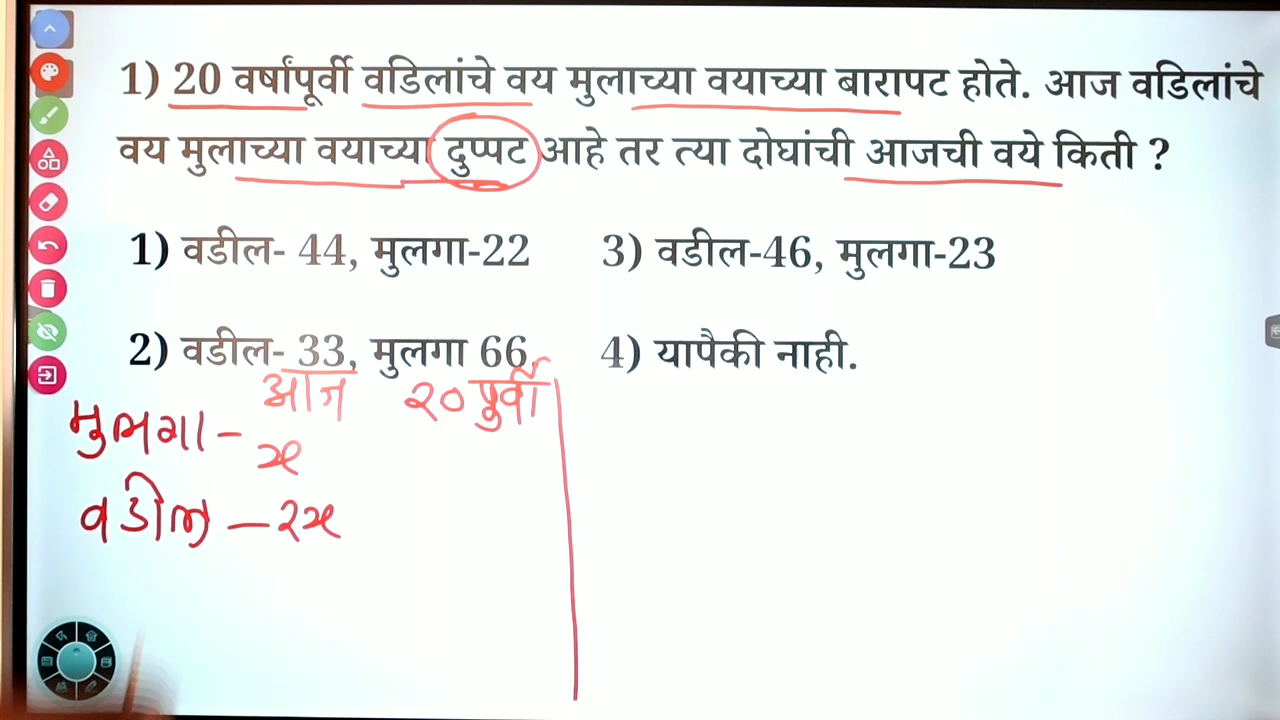 1) 20 वर्षांपूर्वी वडिलांचे वय मुलाच्या वयाच्या बारापट होते. आज वडिलांचे
वय मुलाच्या वयाच्या दुप्पट आहे तर त्या दोघांची आजची वये किती ?
1) वडील- 44, मुलगा-22 3) वडील-46, मुलगा-23
2) वडील- 33, मुलगा 66, 4) यापैकी नाही.
आज २० पुर्वी
मुलगा - x
वडील - २x